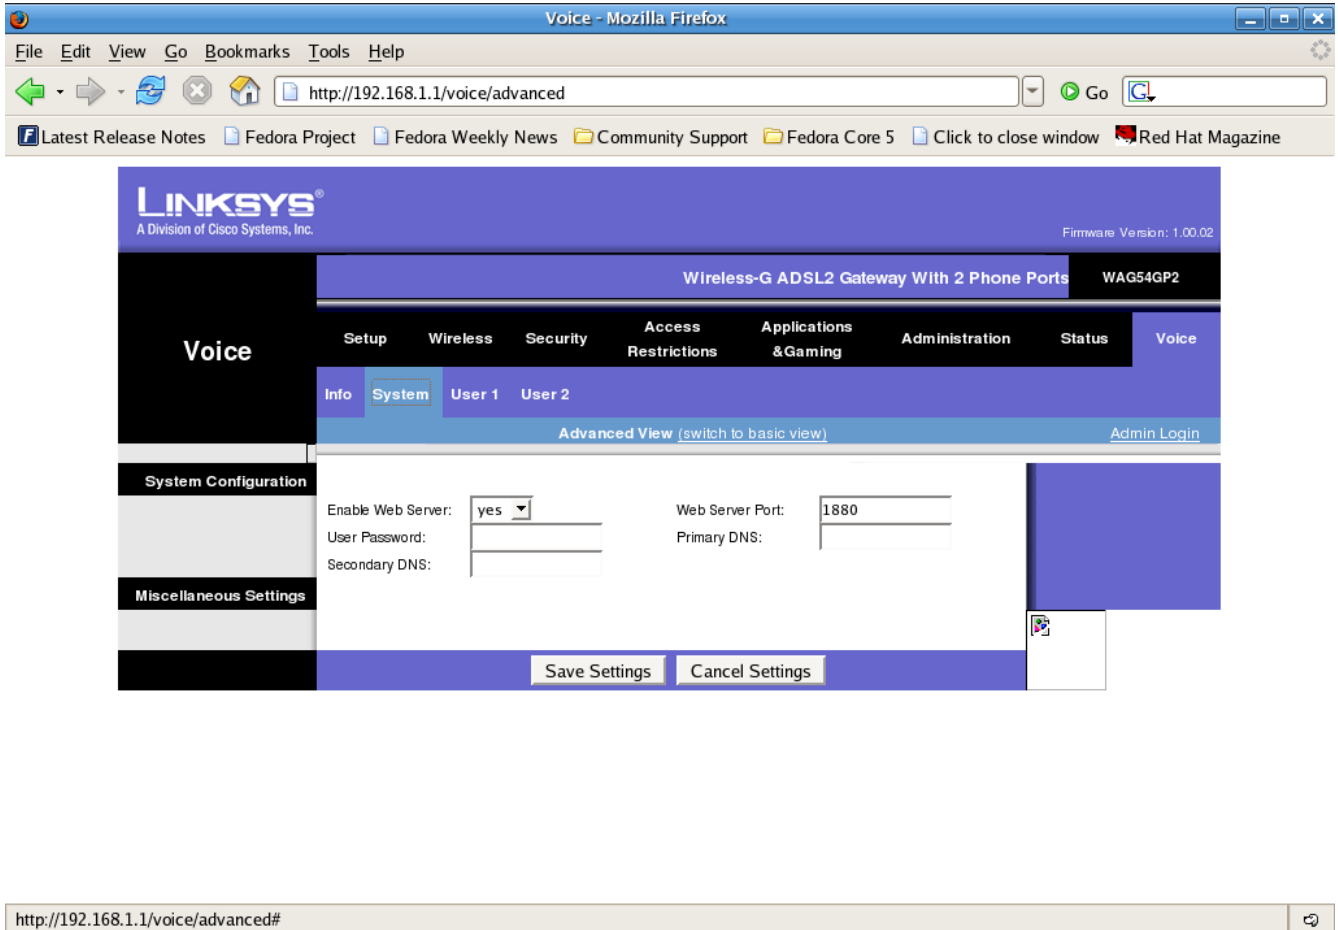 Voice - Mozilla Firefox
File Edit View Go Bookmarks Tools Help
http://192.168.1.1/voice/advanced Go G
Latest Release Notes Fedora Project Fedora Weekly News Community Support Fedora Core 5 Click to close window Red Hat Magazine
LINKSYS®
A Division of Cisco Systems, Inc.
Firmware Version: 1.00.02
Wireless-G ADSL2 Gateway With 2 Phone Ports WAG54GP2
Voice
Setup Wireless Security Access Restrictions Applications &Gaming Administration Status Voice
Info System User 1 User 2
Advanced View (switch to basic view) Admin Login
System Configuration
Enable Web Server: yes Web Server Port: 1880
User Password: Primary DNS:
Secondary DNS:
Miscellaneous Settings
Save Settings Cancel Settings
http://192.168.1.1/voice/advanced#